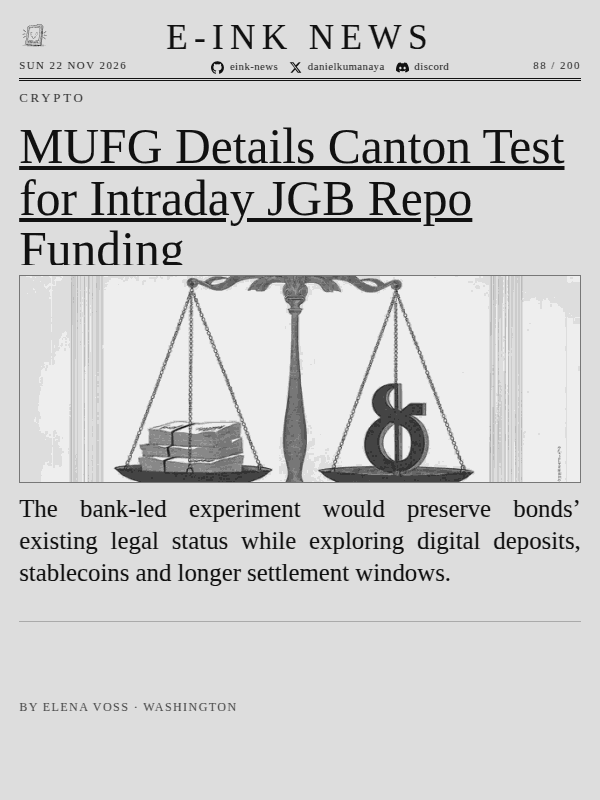 E-INK NEWS
SUN 22 NOV 2026
eink-news
danielkumanaya
discord
88 / 200
CRYPTO
MUFG Details Canton Test
for Intraday JGB Repo
Funding
The bank-led experiment would preserve bonds’
existing legal status while exploring digital deposits,
stablecoins and longer settlement windows.
BY ELENA VOSS · WASHINGTON